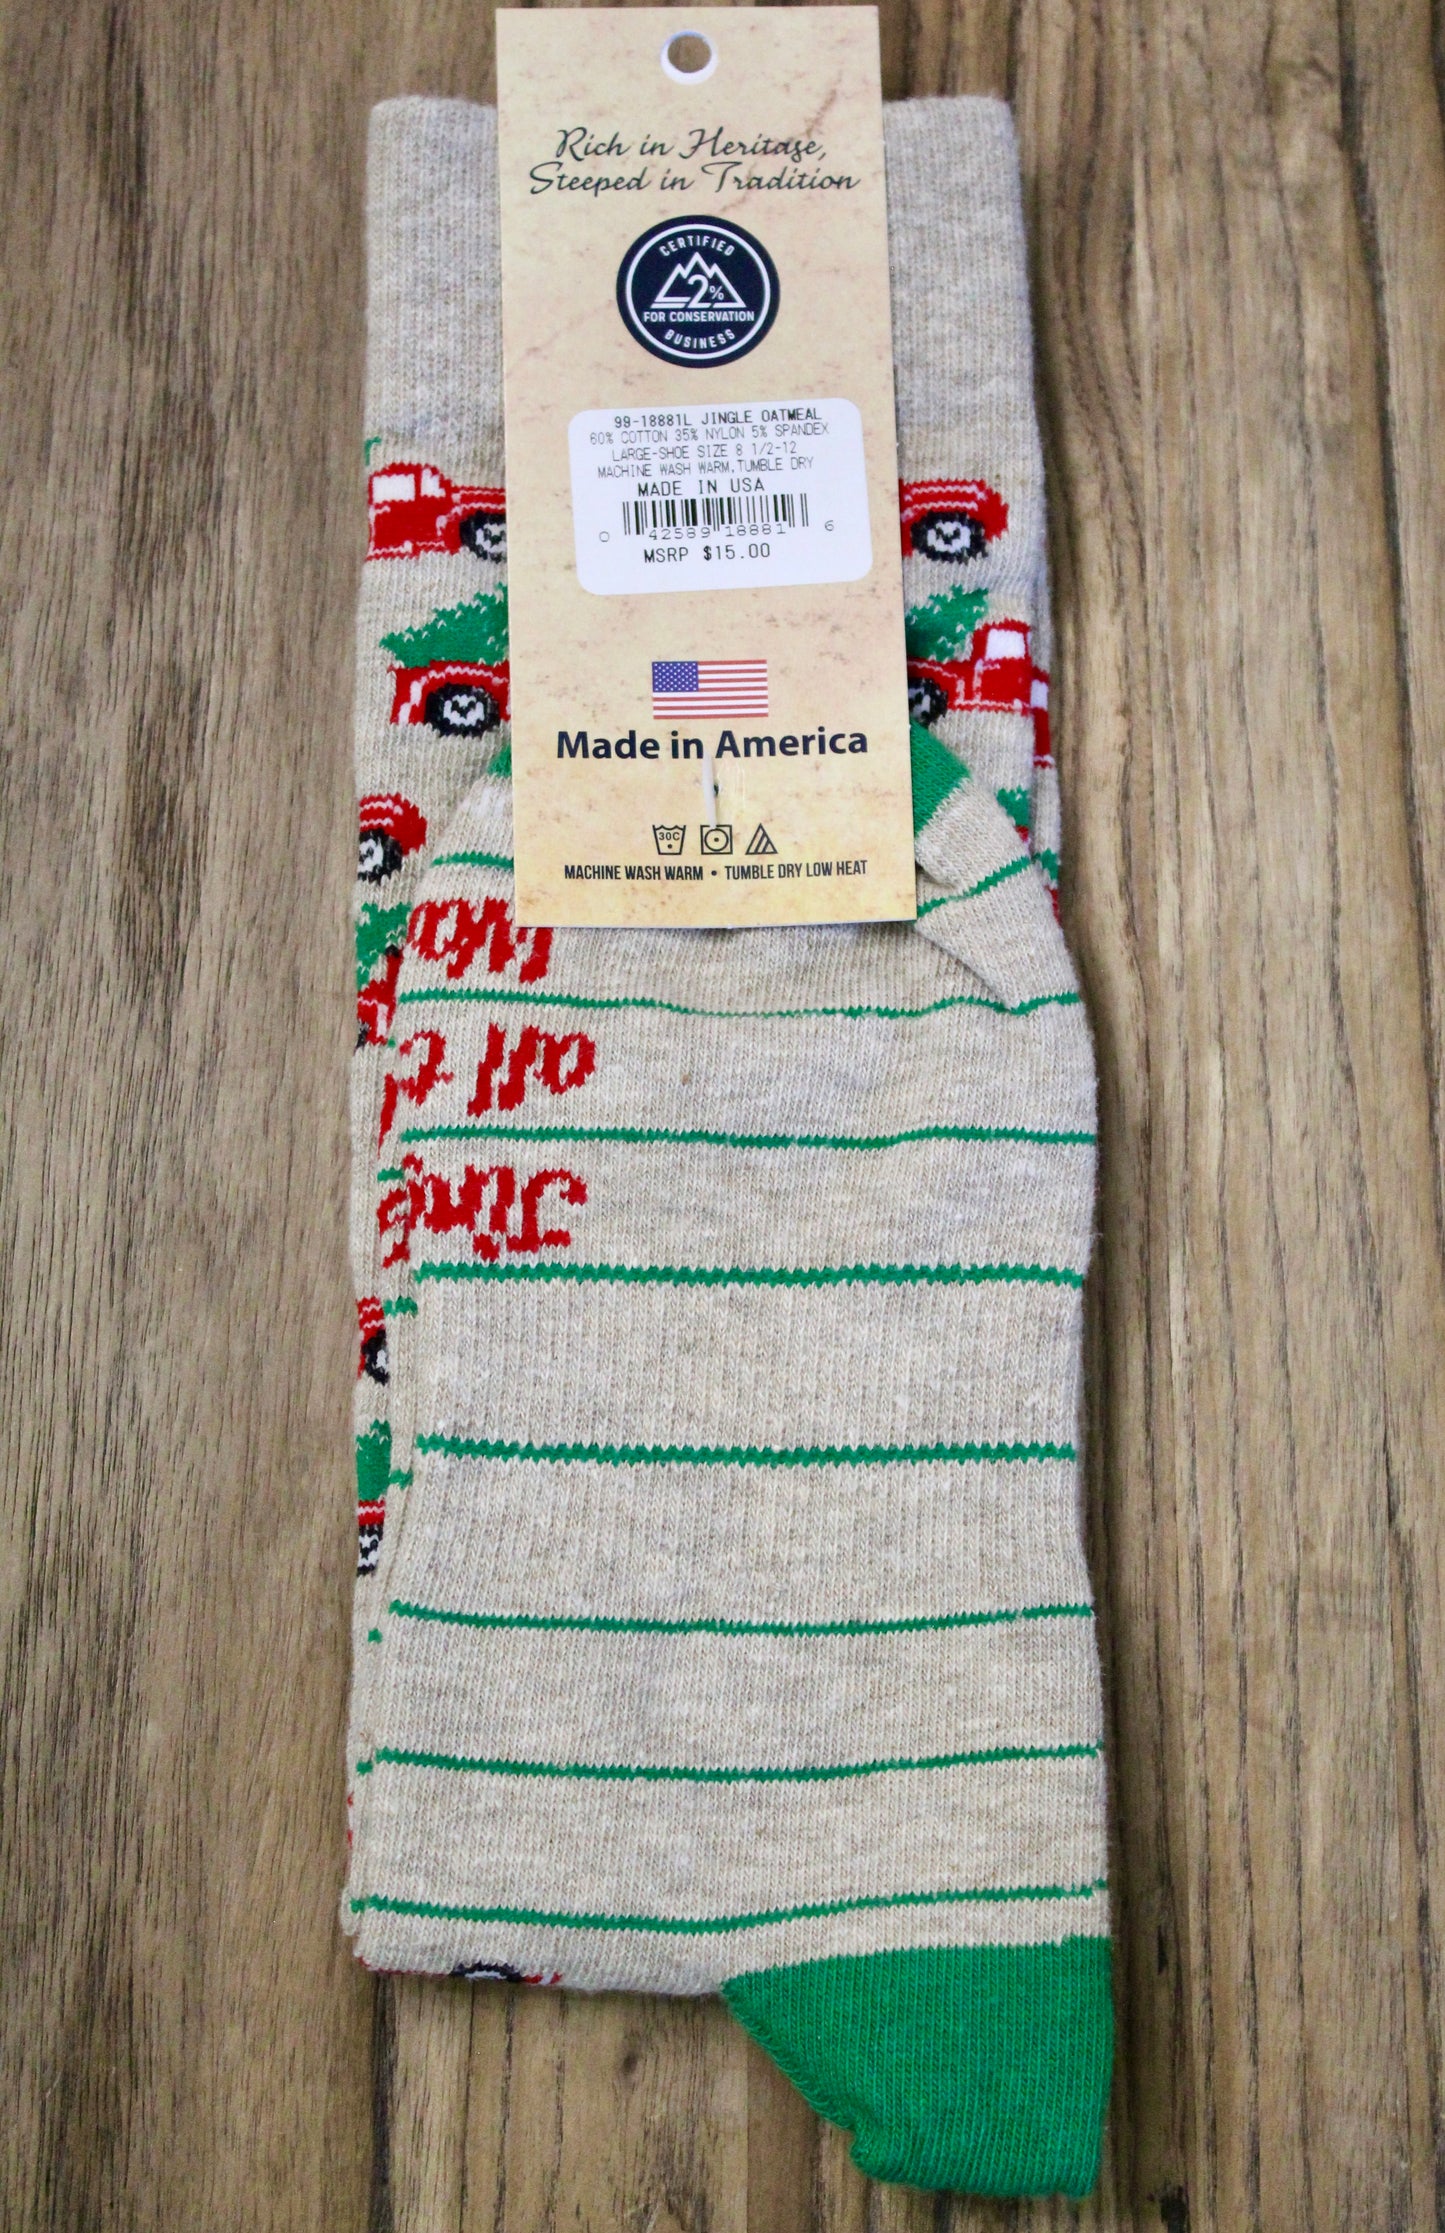 Rich in Heritage,
Steeped in Tradition
CERTIFIED
2%
FOR CONSERVATION
BUSINESS
99-18881L JINGLE OATMEAL
60% COTTON 35% NYLON 5% SPANDEX
LARGE-SHOE SIZE 8 1/2-12
MACHINE WASH WARM, TUMBLE DRY
MADE IN USA
0 42589 18881 6
MSRP $15.00
Made in America
30C
MACHINE WASH WARM • TUMBLE DRY LOW HEAT
Jing
all t